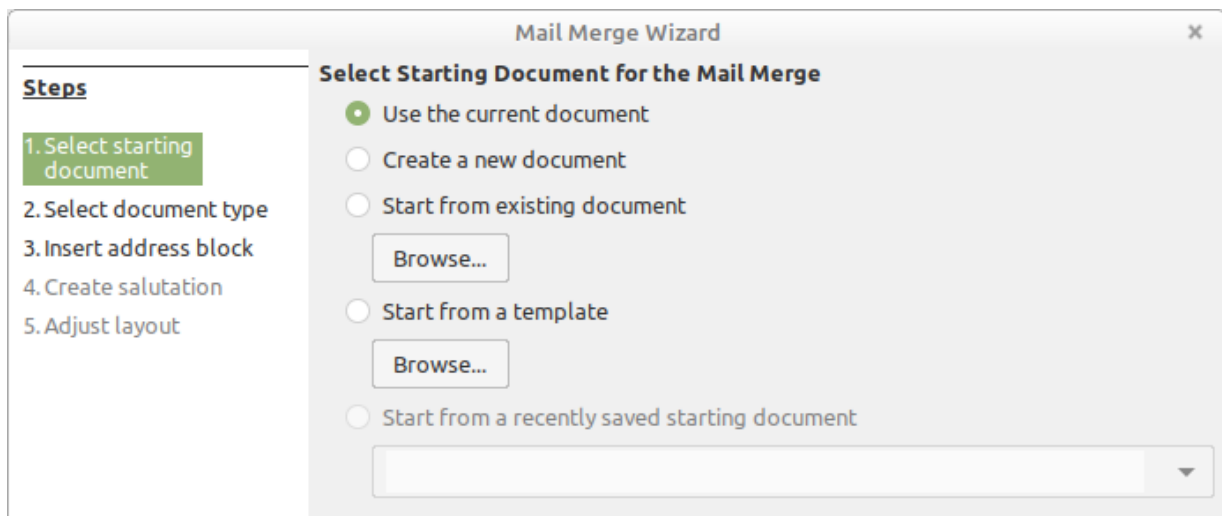 Mail Merge Wizard
Steps
1. Select starting
document
2. Select document type
3. Insert address block
4. Create salutation
5. Adjust layout
Select Starting Document for the Mail Merge
Use the current document
Create a new document
Start from existing document
Browse...
Start from a template
Browse...
Start from a recently saved starting document